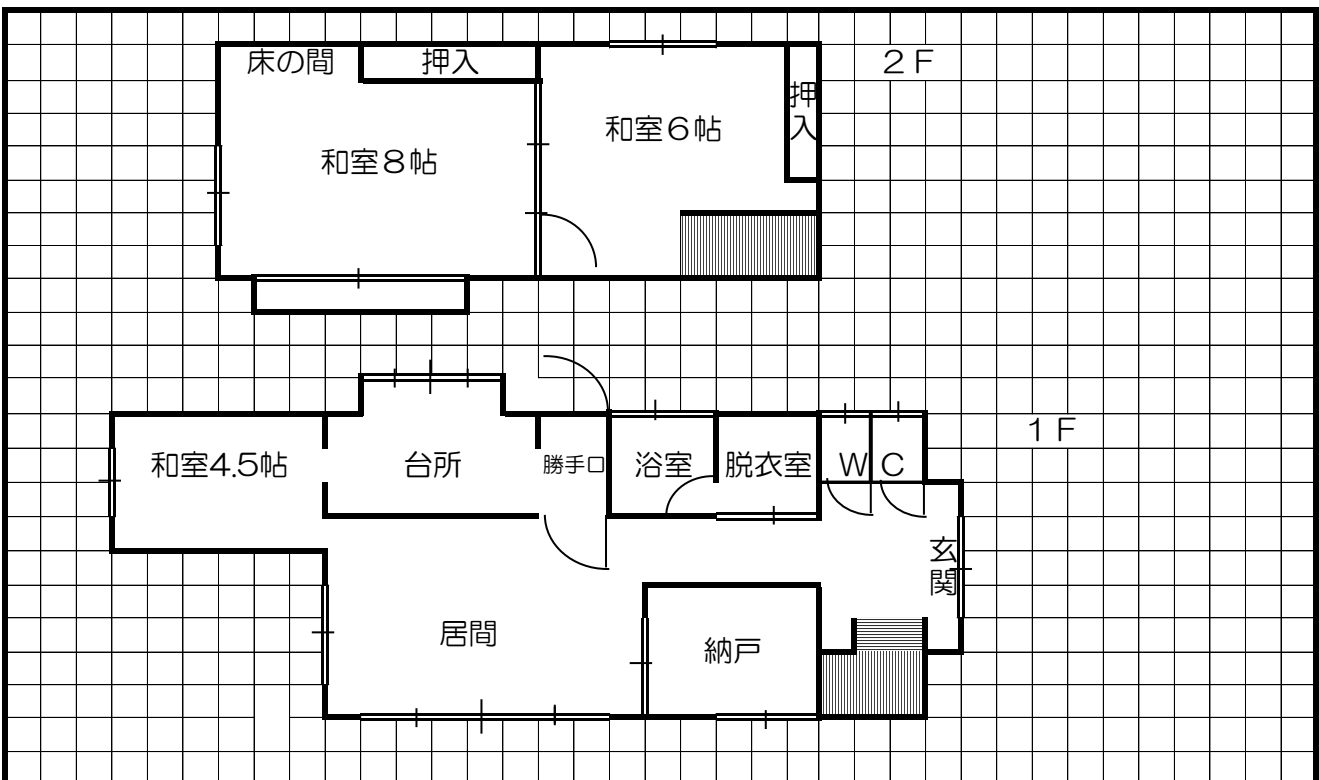 ２Ｆ
床の間
押入
押入
和室６帖
和室８帖
１Ｆ
和室4.5帖
台所
勝手口
浴室
脱衣室
ＷＣ
玄関
居間
納戸